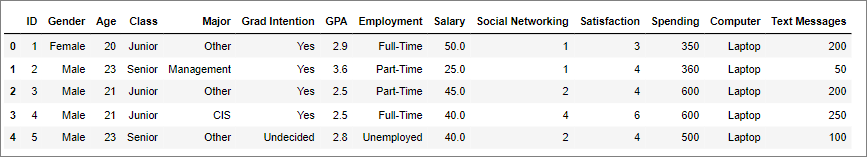 ID Gender Age Class Major Grad Intention GPA Employment Salary Social Networking Satisfaction Spending Computer Text Messages
0 1 Female 20 Junior Other Yes 2.9 Full-Time 50.0 1 3 350 Laptop 200
1 2 Male 23 Senior Management Yes 3.6 Part-Time 25.0 1 4 360 Laptop 50
2 3 Male 21 Junior Other Yes 2.5 Part-Time 45.0 2 4 600 Laptop 200
3 4 Male 21 Junior CIS Yes 2.5 Full-Time 40.0 4 6 600 Laptop 250
4 5 Male 23 Senior Other Undecided 2.8 Unemployed 40.0 2 4 500 Laptop 100